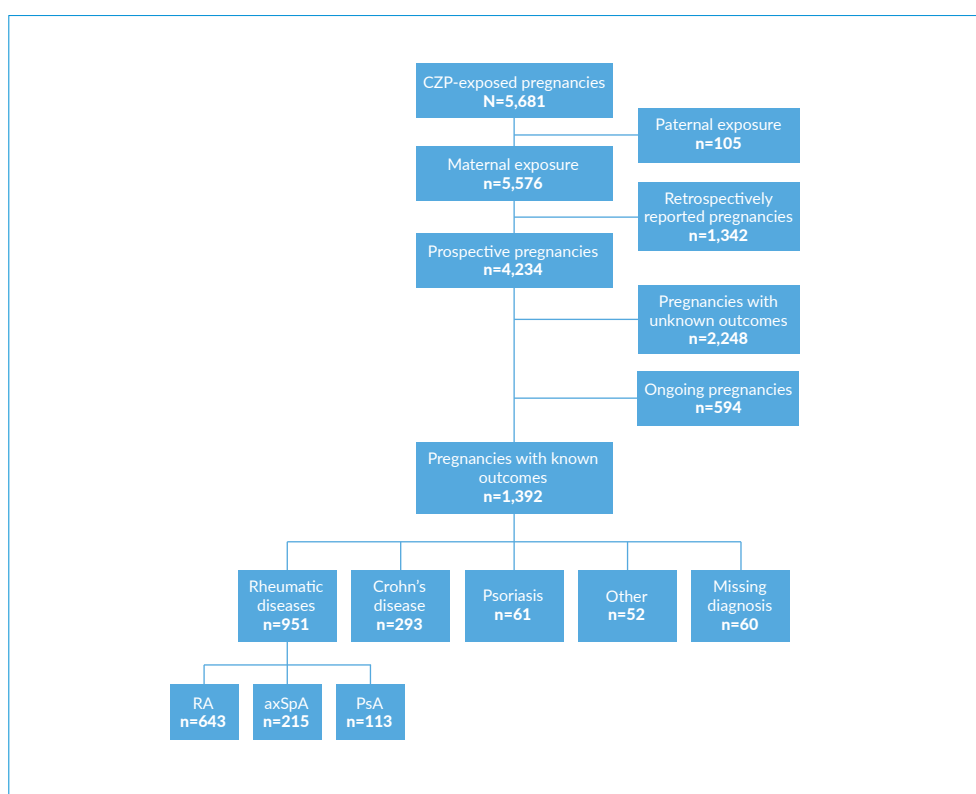 CZP-exposed pregnancies
N=5,681
Paternal exposure
n=105
Maternal exposure
n=5,576
Retrospectively
reported pregnancies
n=1,342
Prospective pregnancies
n=4,234
Pregnancies with
unknown outcomes
n=2,248
Ongoing pregnancies
n=594
Pregnancies with known
outcomes
n=1,392
Rheumatic
diseases
n=951
Crohn's
disease
n=293
Psoriasis
n=61
Other
n=52
Missing
diagnosis
n=60
RA
n=643
axSpA
n=215
PsA
n=113